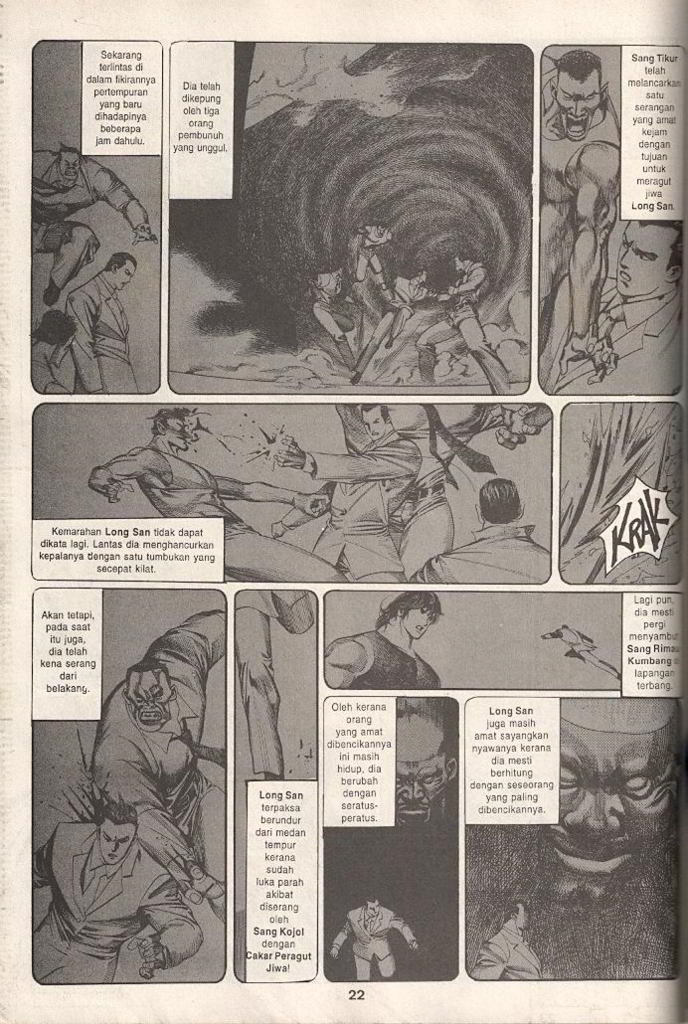 Sekarang
terlintas di
dalam fikirannya
pertempuran
yang baru
dihadapinya
beberapa
jam dahulu.
Dia telah
dikepung
oleh tiga
orang
pembunuh
yang unggul.
Sang Tikur
telah
melancarkan
satu
serangan
yang amat
kejam
dengan
tujuan
untuk
meragut
jiwa
Long San.
Kemarahan Long San tidak dapat
dikata lagi. Lantas dia menghancurkan
kepalanya dengan satu tumbukan yang
secepat kilat.
KRAK
Akan tetapi,
pada saat
itu juga,
dia telah
kena serang
dari
belakang.
Long San
terpaksa
berundur
dari medan
tempur
kerana
sudah
luka parah
akibat
diserang
oleh
Sang Kojol
dengan
Cakar Peragut
Jiwa!
Lagi pun,
dia mesti
pergi
menyambut
Sang
Kumbang
lapangan
terbang.
Oleh kerana
orang
yang amat
dibencikannya
ini masih
hidup, dia
berubah
dengan
seratus-
peratus.
Long San
juga masih
amat sayangkan
nyawanya kerana
dia mesti
berhitung
dengan seseorang
yang paling
dibencikannya.
22